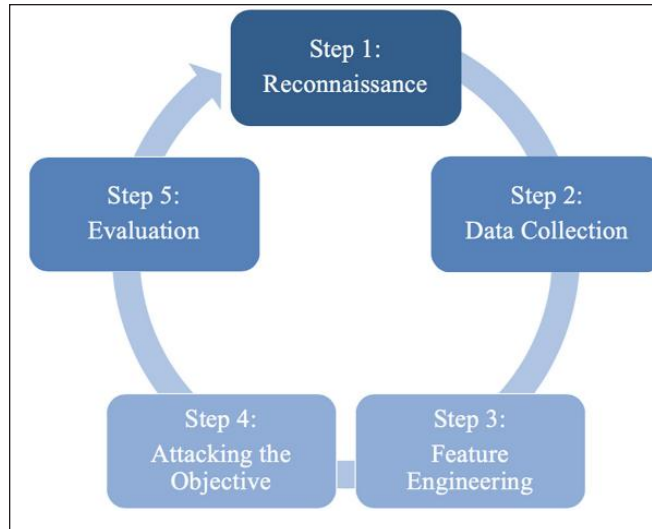 Step 1:
Reconnaissance
Step 2:
Data Collection
Step 3:
Feature
Engineering
Step 4:
Attacking the
Objective
Step 5:
Evaluation